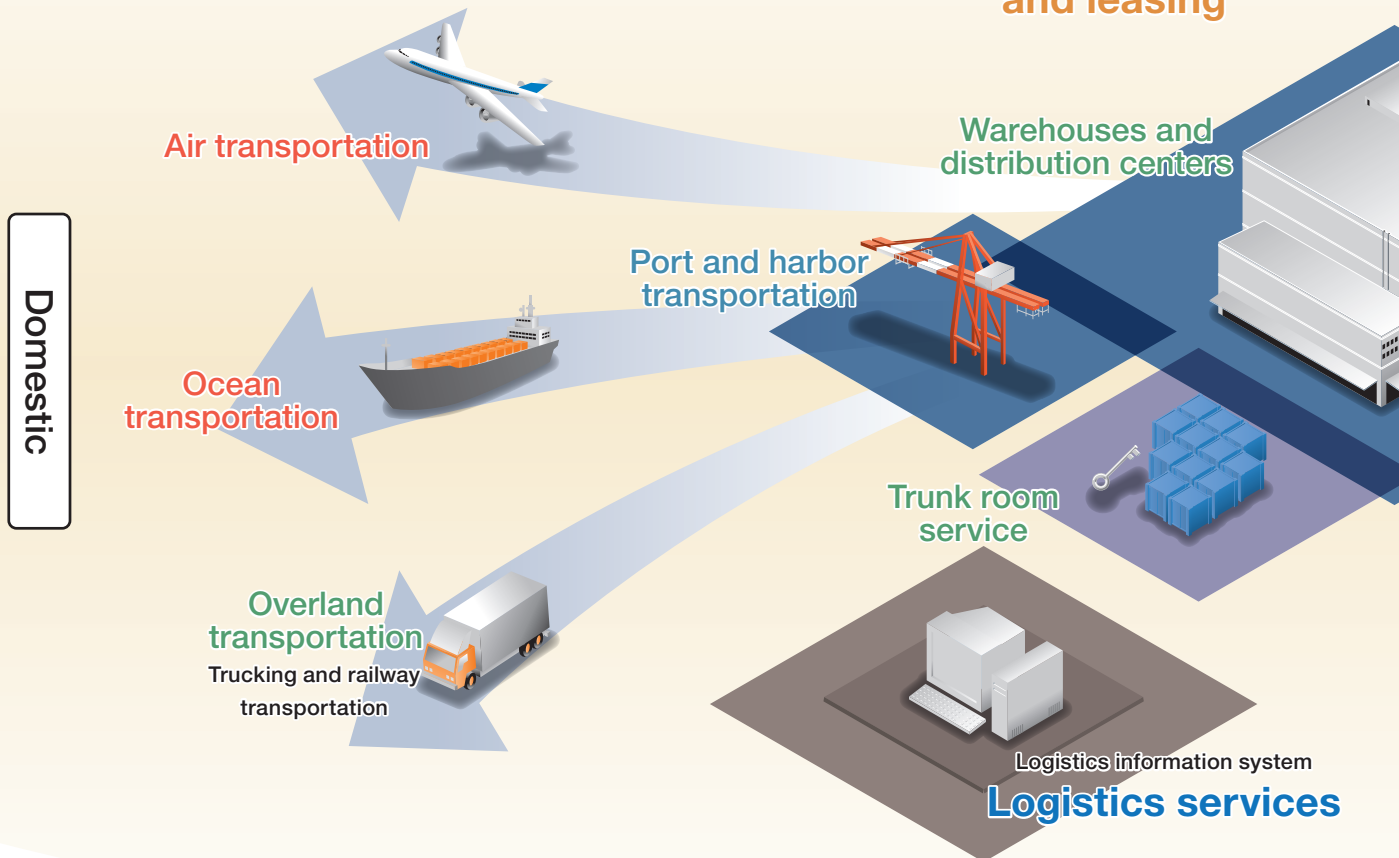 and leasing
Air transportation
Warehouses and
distribution centers
Port and harbor
transportation
Domestic
Ocean
transportation
Trunk room
service
Overland
transportation
Trucking and railway
transportation
Logistics information system
Logistics services